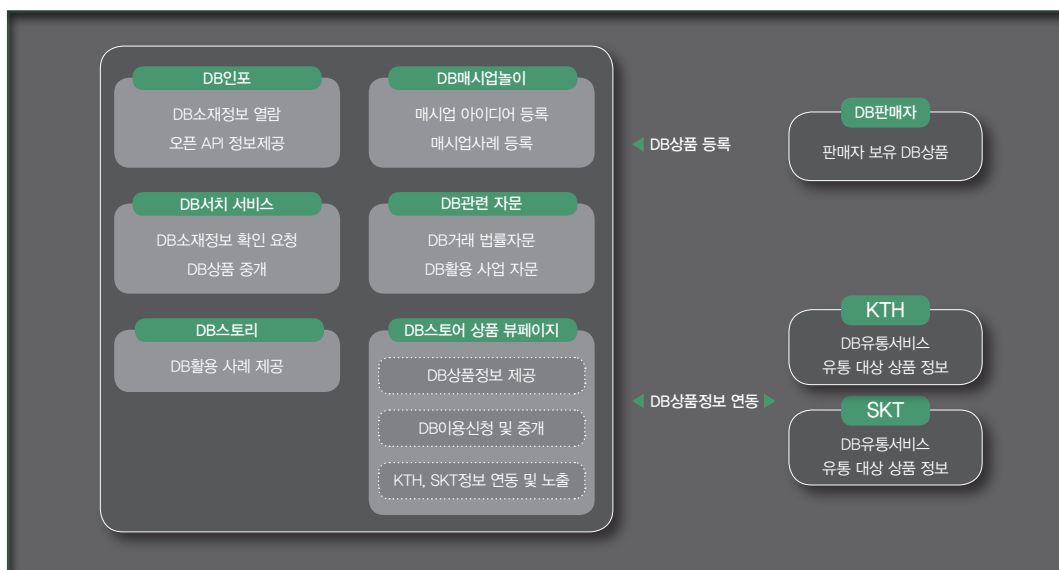 DB인포
DB소재정보 열람
오픈 API 정보제공
DB매시업놀이
매시업 아이디어 등록
매시업사례 등록
DB서치 서비스
DB소재정보 확인 요청
DB상품 중개
DB관련 자문
DB거래 법률자문
DB활용 사업 자문
DB스토리
DB활용 사례 제공
DB스토어 상품 뷰페이지
DB상품정보 제공
DB이용신청 및 중개
KTH, SKT정보 연동 및 노출
DB상품 등록
DB판매자
판매자 보유 DB상품
DB상품정보 연동
KTH
DB유통서비스
유통 대상 상품 정보
SKT
DB유통서비스
유통 대상 상품 정보